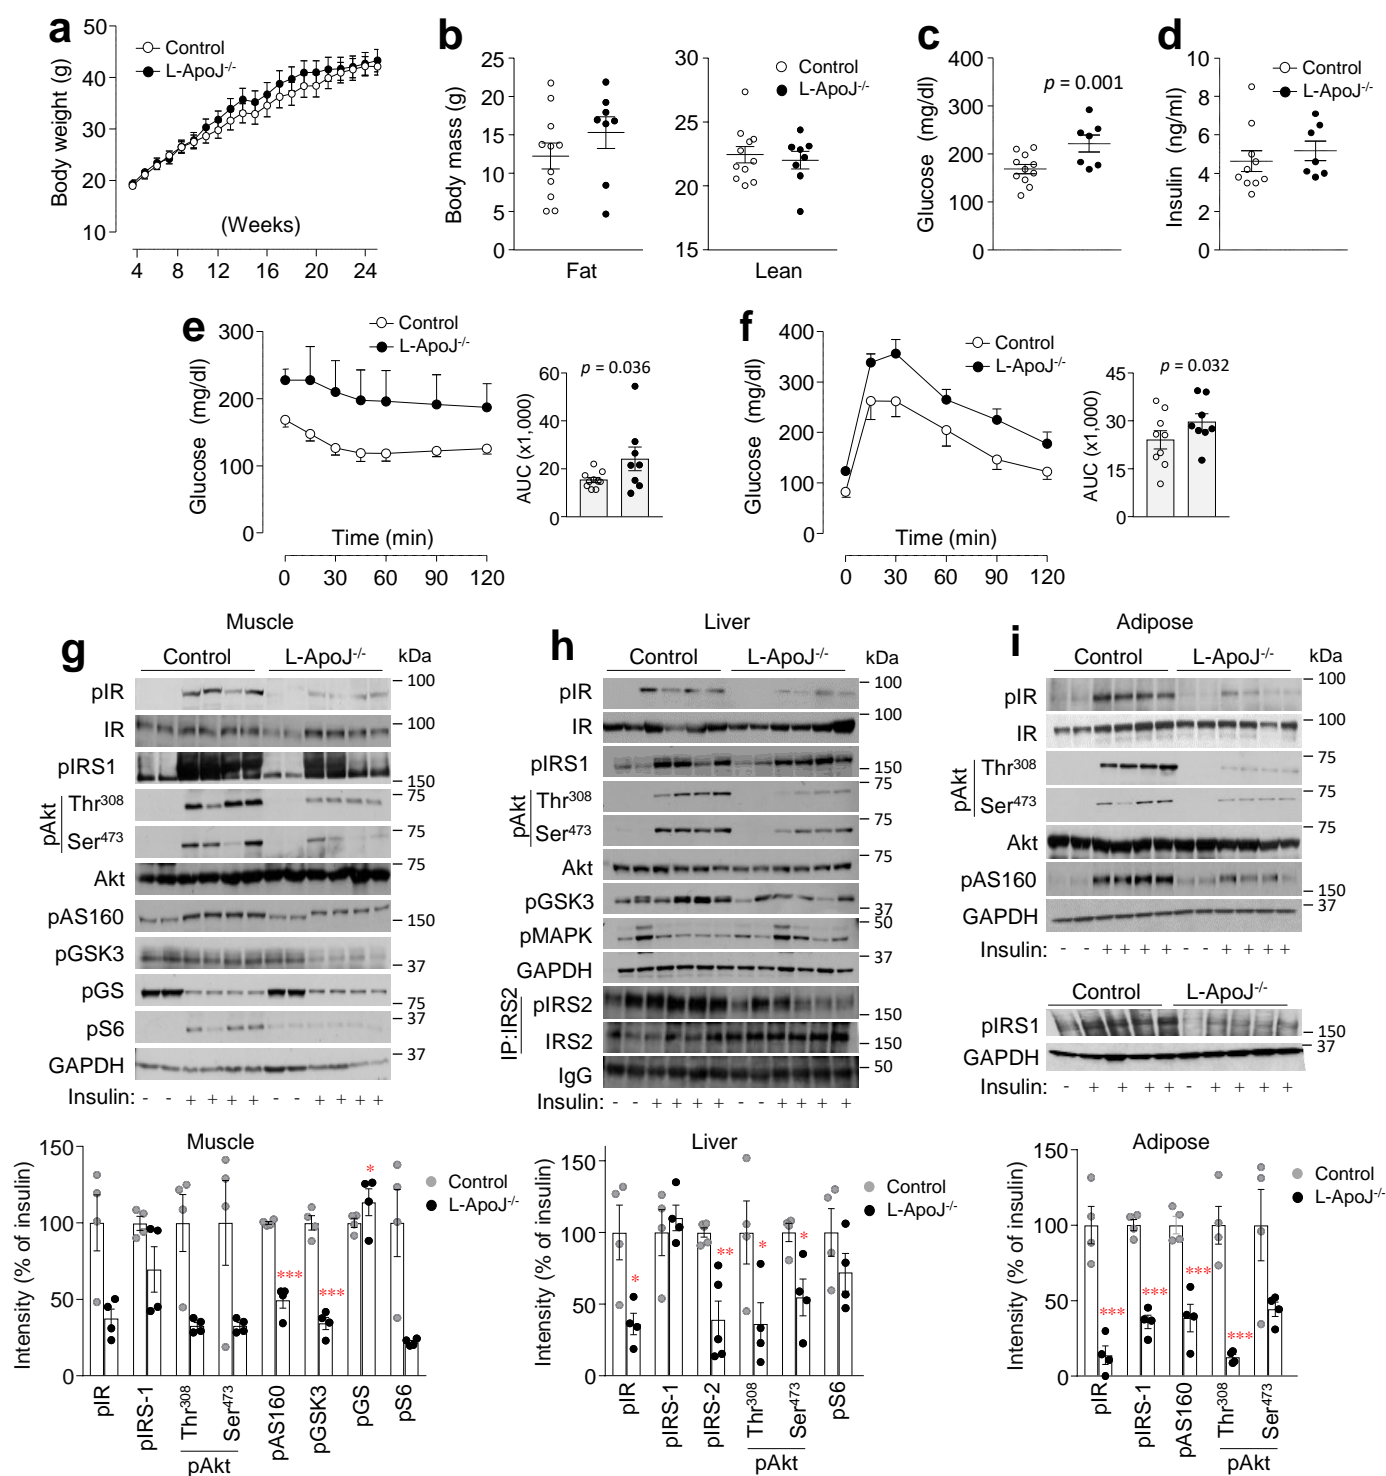 a
50
40
30
20
10
Body weight (g)
Control
L-ApoJ-/-
(Weeks)
4 8 12 16 20 24
b
25
20
15
10
5
0
Body mass (g)
Fat
30
25
20
15
Control
L-ApoJ-/-
Lean
c
400
300
200
100
0
Glucose (mg/dl)
p = 0.001
d
10
8
6
4
2
0
Insulin (ng/ml)
Control
L-ApoJ-/-
e
300
200
100
0
Glucose (mg/dl)
Control
L-ApoJ-/-
Time (min)
0 30 60 90 120
60
40
20
0
AUC (x1,000)
p = 0.036
f
400
300
200
100
0
Glucose (mg/dl)
Control
L-ApoJ-/-
Time (min)
0 30 60 90 120
45
30
15
0
AUC (x1,000)
p = 0.032
g
Muscle
Control L-ApoJ-/- kDa
pIR 100
IR 100
pIRS1 150
pAkt
Thr308 75
Ser473 75
Akt 75
pAS160 150
pGSK3 37
pGS 75
pS6 37
GAPDH 37
Insulin: - - + + + + - - + + + +
h
Liver
Control L-ApoJ-/- kDa
pIR 100
IR 100
pIRS1 150
pAkt
Thr308 75
Ser473 75
Akt 75
pGSK3 37
pMAPK 50
GAPDH 37
IP:IRS2
pIRS2 150
IRS2 150
IgG 50
Insulin: - - + + + + - - + + + +
i
Adipose
Control L-ApoJ-/- kDa
pIR 100
IR 100
pAkt
Thr308 75
Ser473 75
Akt 75
pAS160 150
GAPDH 37
Insulin: - - + + + + - - + + + +
Control L-ApoJ-/-
pIRS1 150
GAPDH 37
Insulin: - + + + + - + + + +
Muscle
150
100
50
0
Intensity (% of insulin)
Control
L-ApoJ-/-
*** *** *
pIR pIRS-1 Thr308 Ser473 pAS160 pGSK3 pGS pS6
pAkt
Liver
150
100
50
0
Intensity (% of insulin)
Control
L-ApoJ-/-
* ** * *
pIR pIRS-1 pIRS-2 Thr308 Ser473 pS6
pAkt
Adipose
150
100
50
0
Intensity (% of insulin)
Control
L-ApoJ-/-
*** *** *** ***
pIR pIRS-1 pAS160 Thr308 Ser473
pAkt